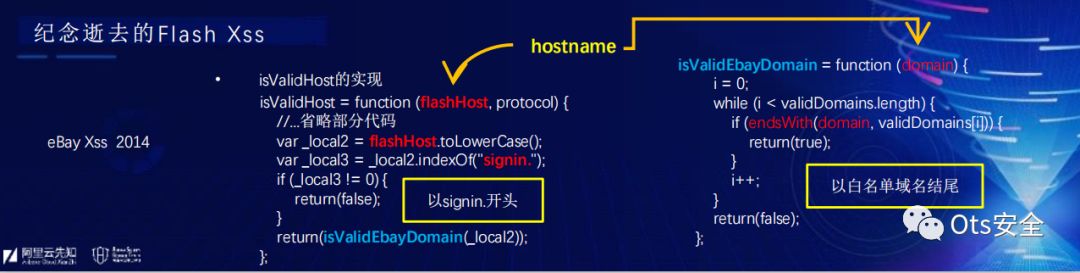 纪念逝去的Flash Xss
eBay Xss 2014
hostname
• isValidHost的实现
isValidHost = function (flashHost, protocol) {
//...省略部分代码
var _local2 = flashHost.toLowerCase();
var _local3 = _local2.indexOf("signin.");
if (_local3 != 0) {
return(false);
}
return(isValidEbayDomain(_local2));
};
以signin.开头
isValidEbayDomain = function (domain) {
i = 0;
while (i < validDomains.length) {
if (endsWith(domain, validDomains[i])) {
return(true);
}
i++;
}
return(false);
};
以白名单域名结尾
阿里云先知
Ots安全